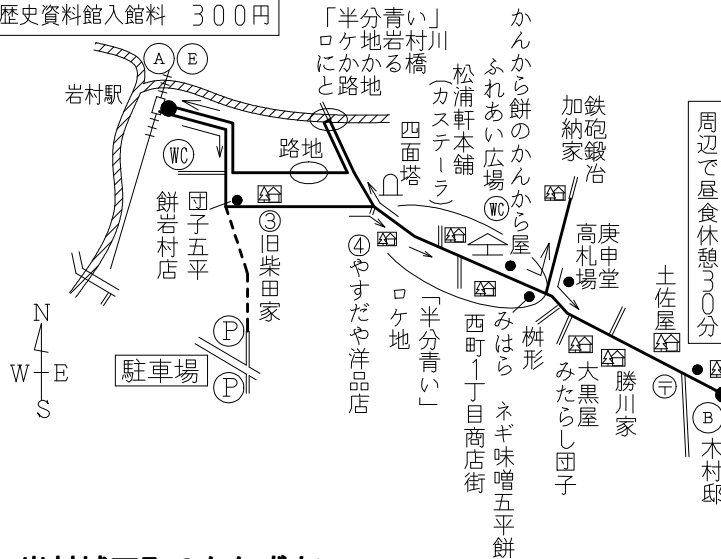 歴史資料館入館料 300円
「半分青い」
ロケ地か岩村川
にかかる橋
と路地
A
E
岩村駅
WC
路地
四面塔
松浦軒本舗
(カステーラ)
ふれあい広場
WC
かんから餅のかんから屋
鉄砲鍛冶
加納家
庚申堂
高札場
土佐屋
周辺で昼食休憩30分
団子五平
餅岩村店
③旧柴田家
④やすだや洋品店
「半分青い」
ロケ地
西町1丁目商店街
みはら ネギ味噌五平餅
桝形
大黒屋
みたらし団子
勝川家
〒
B
木村邸
P
P
駐車場
N
W
E
S